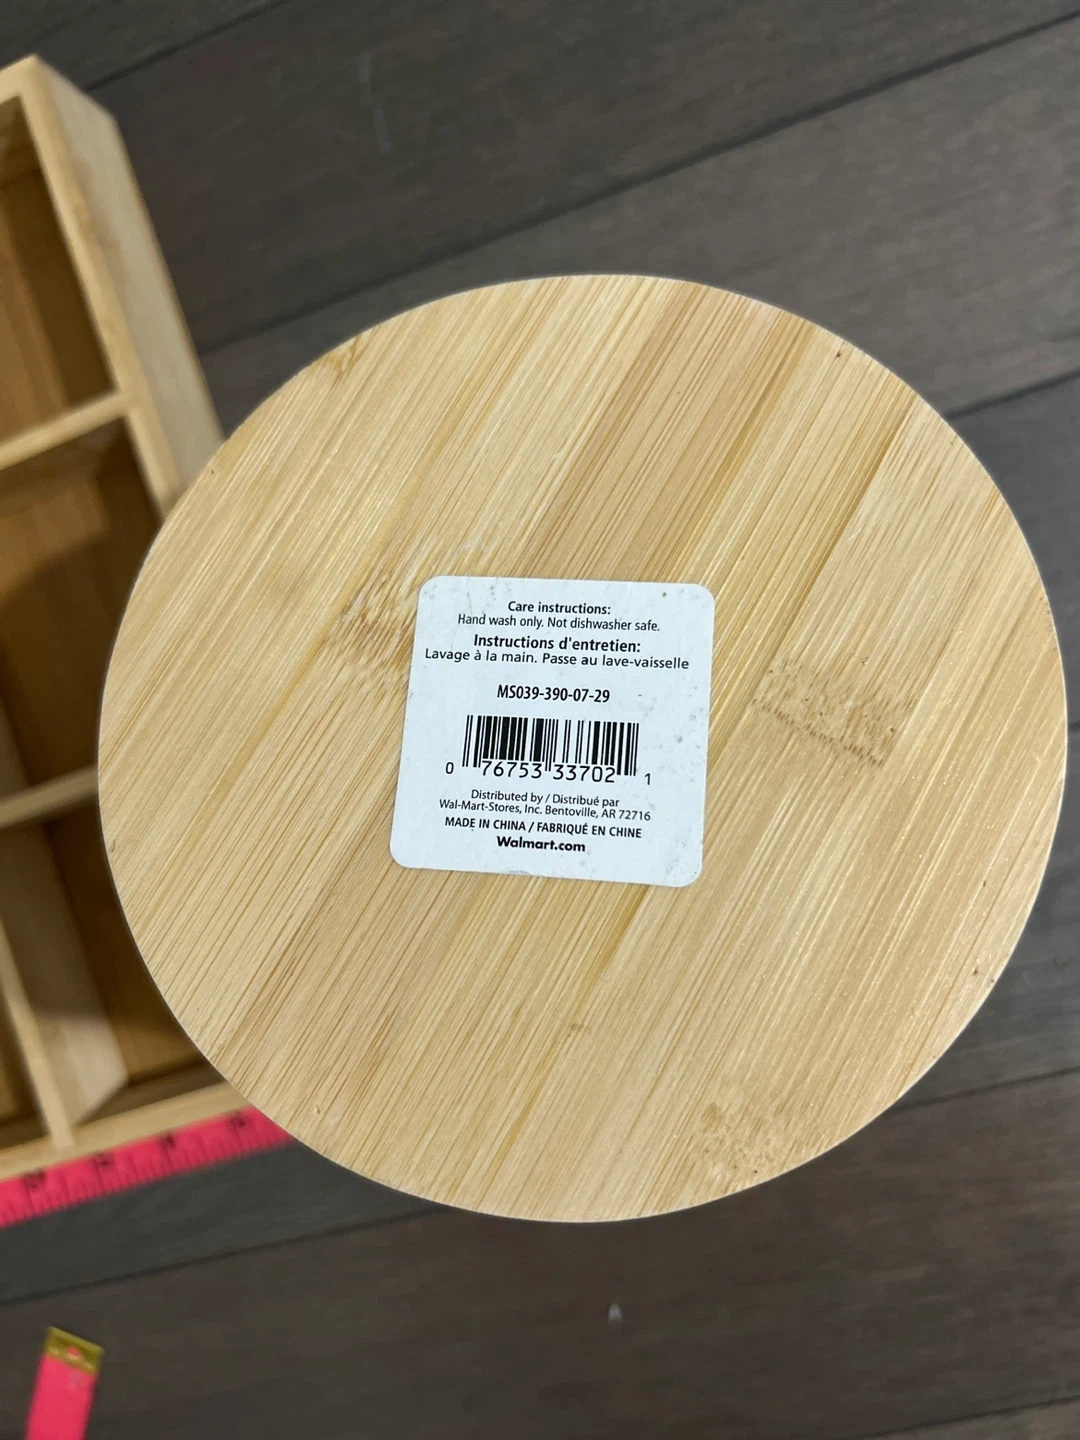 Care instructions:
Hand wash only. Not dishwasher safe.
Instructions d'entretien:
Lavage à la main. Passe au lave-vaisselle
MS039-390-07-29
0 76753 33702 1
Distributed by / Distribué par
Wal-Mart-Stores, Inc. Bentoville, AR 72716
MADE IN CHINA / FABRIQUÉ EN CHINE
Walmart.com